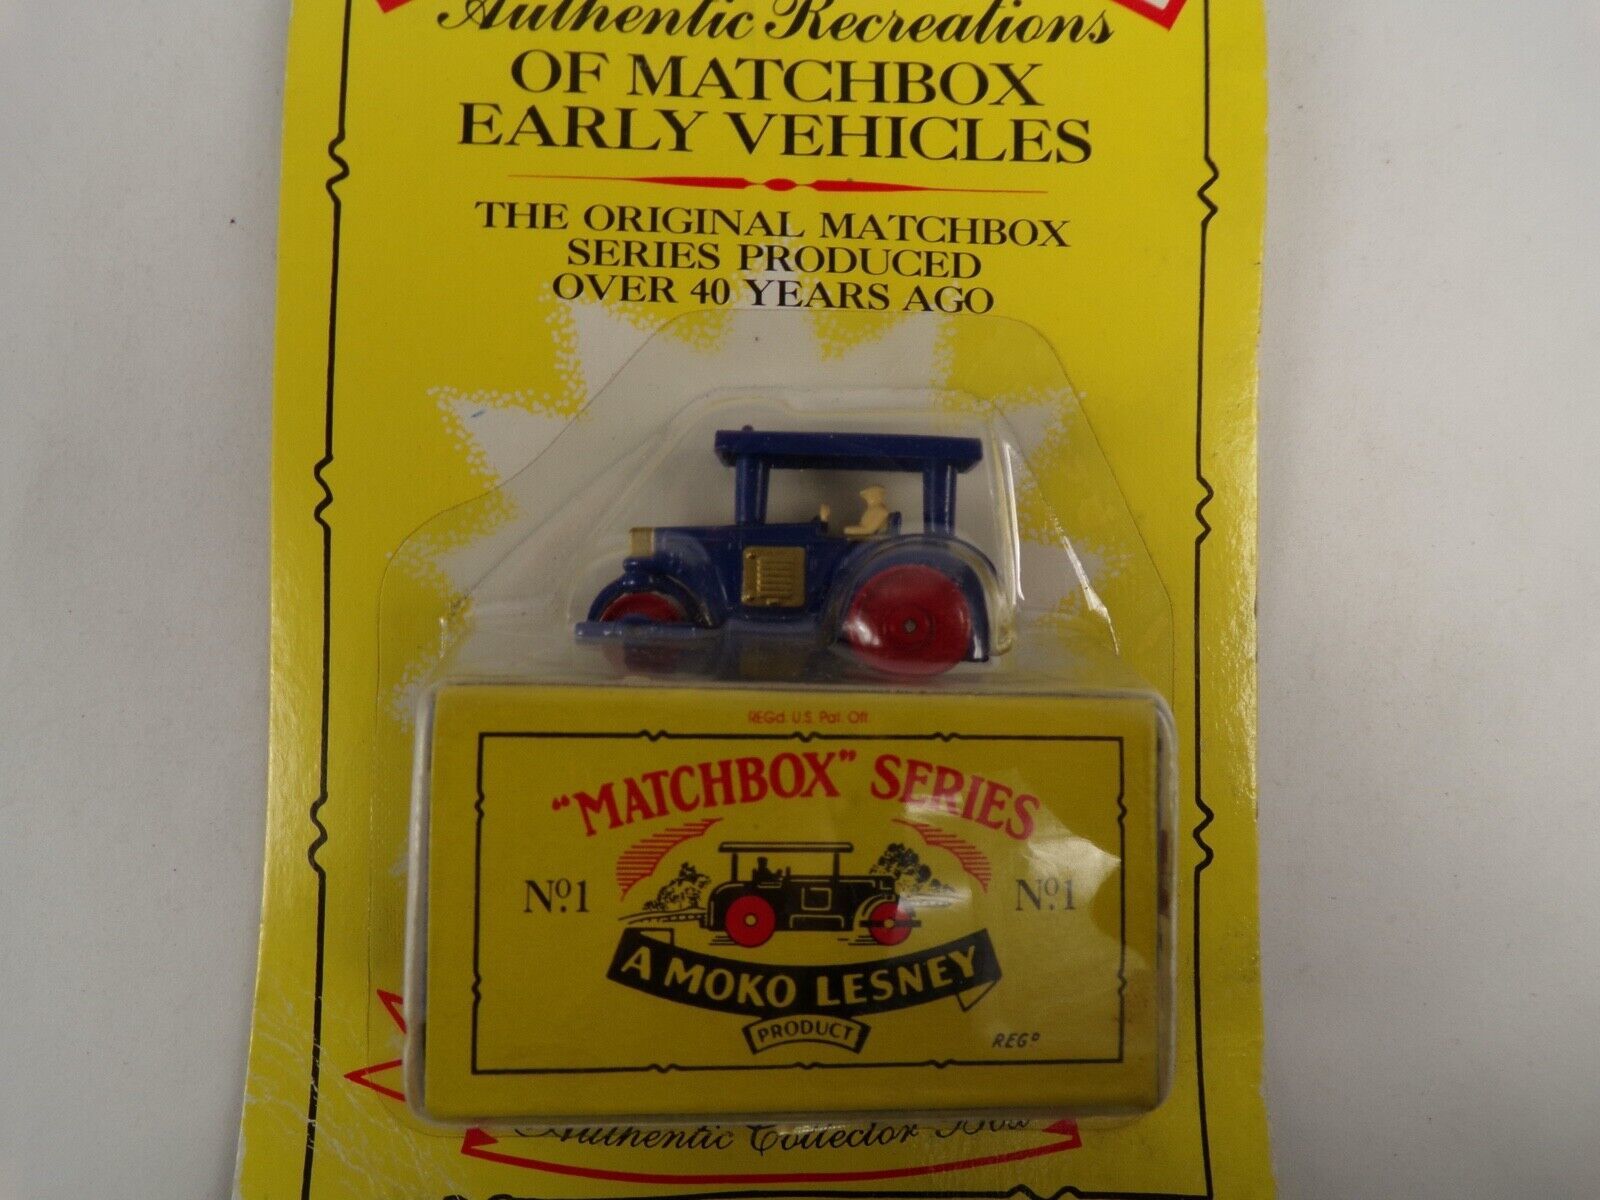 Authentic Recreations
OF MATCHBOX
EARLY VEHICLES
THE ORIGINAL MATCHBOX
SERIES PRODUCED
OVER 40 YEARS AGO
REGd. U.S. Pat. Off.
"MATCHBOX" SERIES
No. 1 No. 1
A MOKO LESNEY
PRODUCT
REGD
Authentic Collector